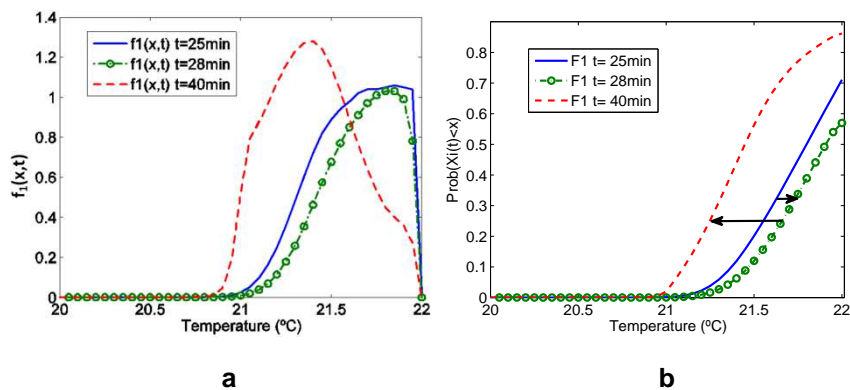 1.4
1.2
1
0.8
0.6
0.4
0.2
0
f1(x,t) t=25min
f1(x,t) t=28min
f1(x,t) t=40min
f₁(x,t)
20.5 21 21.5 22
Temperature (ºC)
a
0.8
0.7
0.6
0.5
0.4
0.3
0.2
0.1
0
F1 t= 25min
F1 t= 28min
F1 t= 40min
Prob(Xi(t)<x)
20 20.5 21 21.5 22
Temperature (ºC)
b